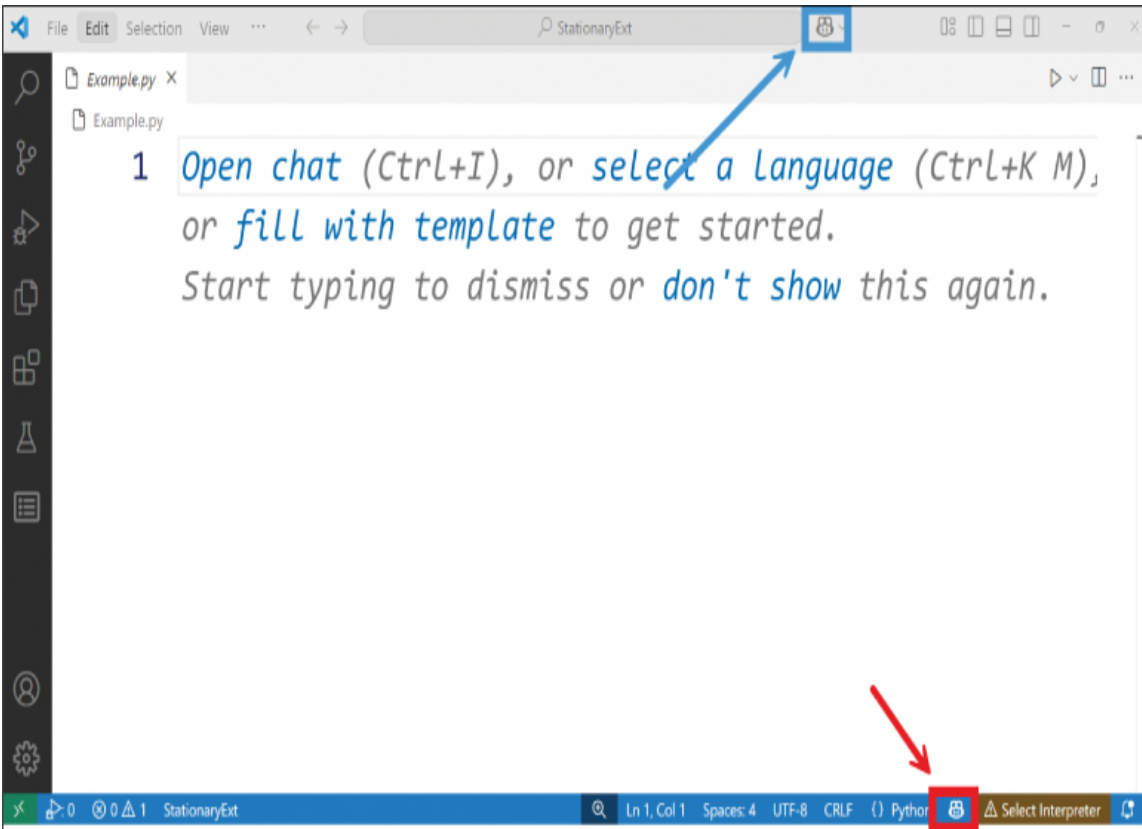 File Edit Selection View ··· StationaryExt
Example.py
Example.py
1 Open chat (Ctrl+I), or select a language (Ctrl+K M),
or fill with template to get started.
Start typing to dismiss or don't show this again.
0 0 1 StationaryExt Ln 1, Col 1 Spaces: 4 UTF-8 CRLF {} Python Select Interpreter